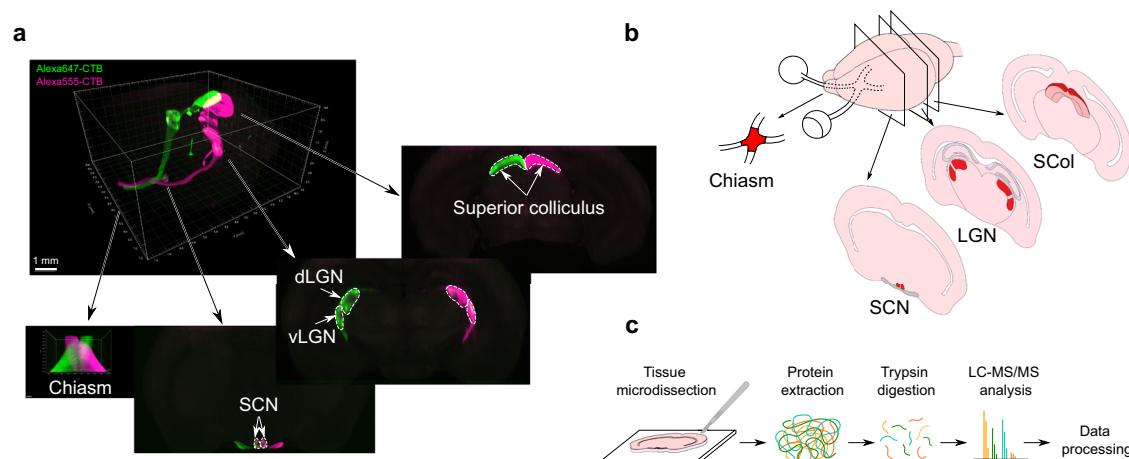 a
Alexa647-CTB
Alexa555-CTB
1 mm
Superior colliculus
dLGN
vLGN
Chiasm
SCN
b
Chiasm
SCol
LGN
SCN
c
Tissue
microdissection
Protein
extraction
Trypsin
digestion
LC-MS/MS
analysis
Data
processing